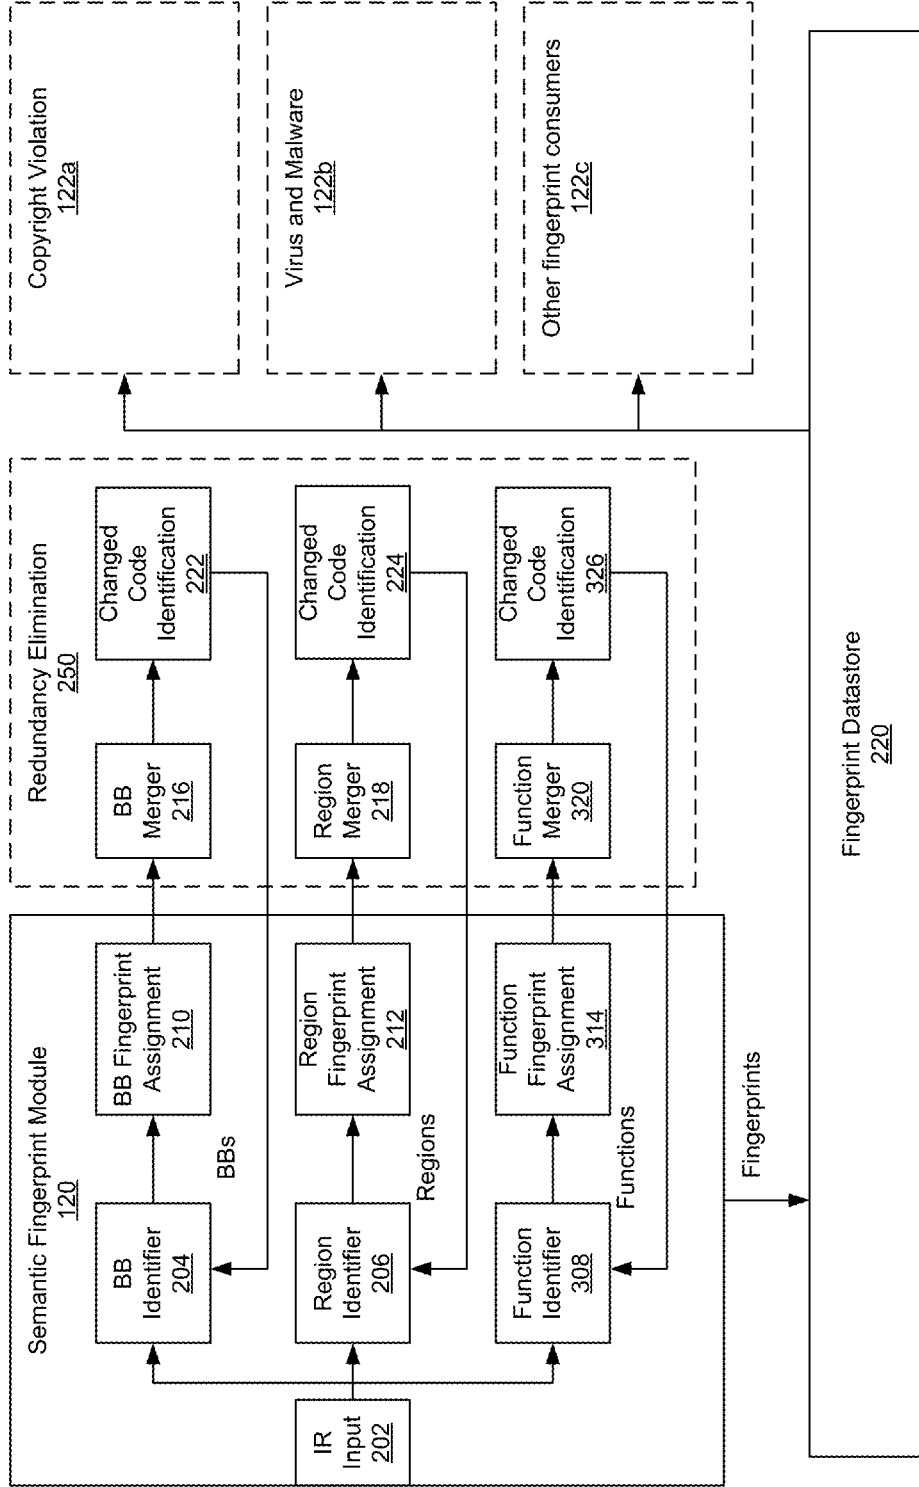 Semantic Fingerprint Module
120
IR
Input
202
BB
Identifier
204
BB Fingerprint
Assignment
210
BBs
Region
Identifier
206
Region
Fingerprint
Assignment
212
Regions
Function
Identifier
308
Function
Fingerprint
Assignment
314
Functions
Redundancy Elimination
250
BB
Merger
216
Changed
Code
Identification
222
Region
Merger
218
Changed
Code
Identification
224
Function
Merger
320
Changed
Code
Identification
326
Copyright Violation
122a
Virus and Malware
122b
Other fingerprint consumers
122c
Fingerprints
Fingerprint Datastore
220